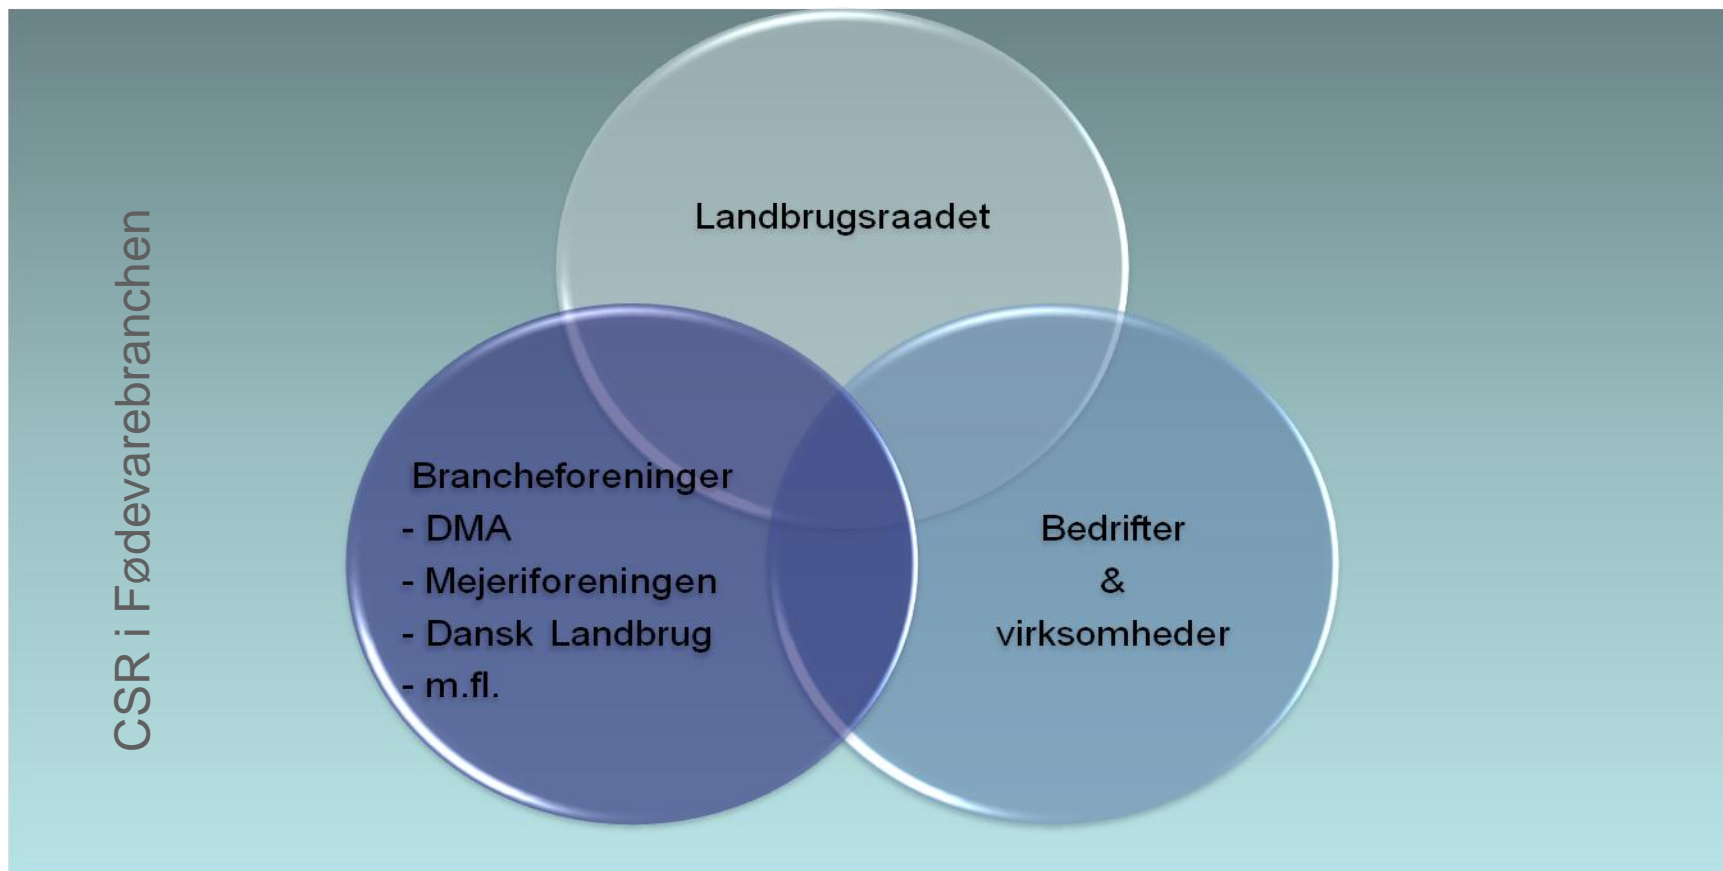 CSR i Fødevarebranchen
Landbrugsraadet
Brancheforeninger
- DMA
- Mejeriforeningen
- Dansk Landbrug
- m.fl.
Bedrifter
&
virksomheder